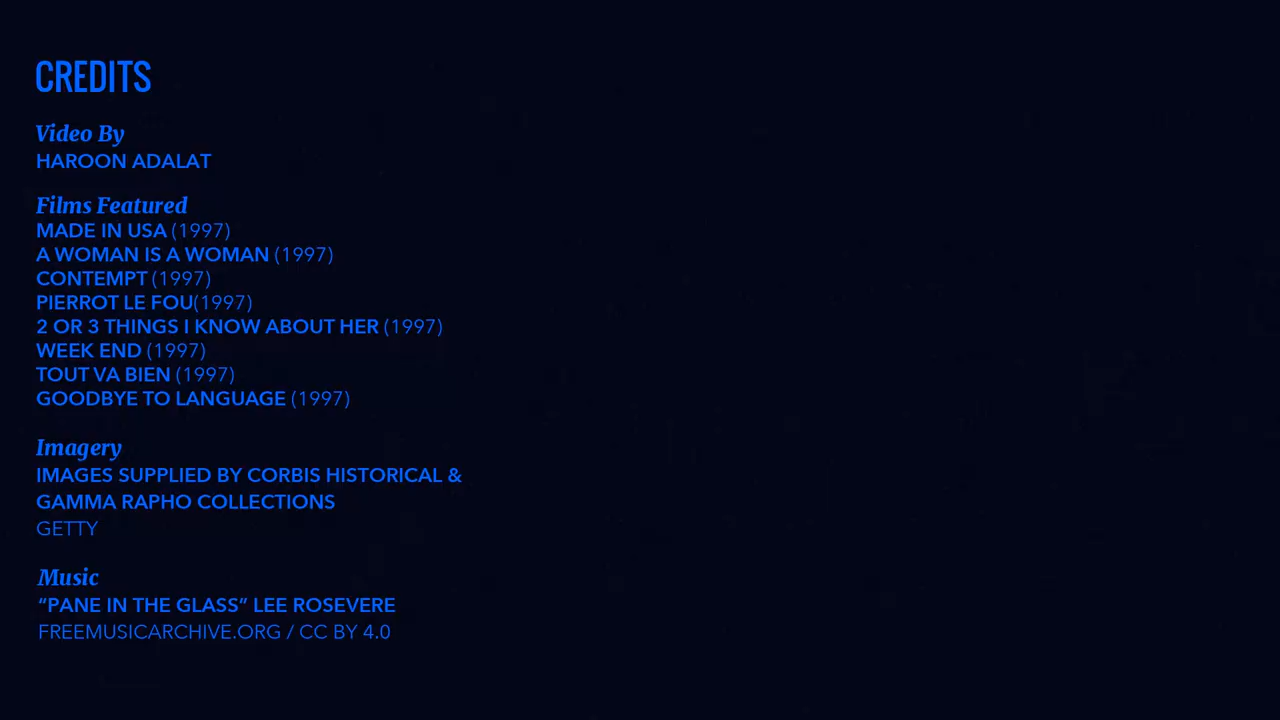 CREDITS
Video By
HAROON ADALAT
Films Featured
MADE IN USA (1997)
A WOMAN IS A WOMAN (1997)
CONTEMPT (1997)
PIERROT LE FOU(1997)
2 OR 3 THINGS I KNOW ABOUT HER (1997)
WEEK END (1997)
TOUT VA BIEN (1997)
GOODBYE TO LANGUAGE (1997)
Imagery
IMAGES SUPPLIED BY CORBIS HISTORICAL &
GAMMA RAPHO COLLECTIONS
GETTY
Music
“PANE IN THE GLASS” LEE ROSEVERE
FREEMUSICARCHIVE.ORG / CC BY 4.0